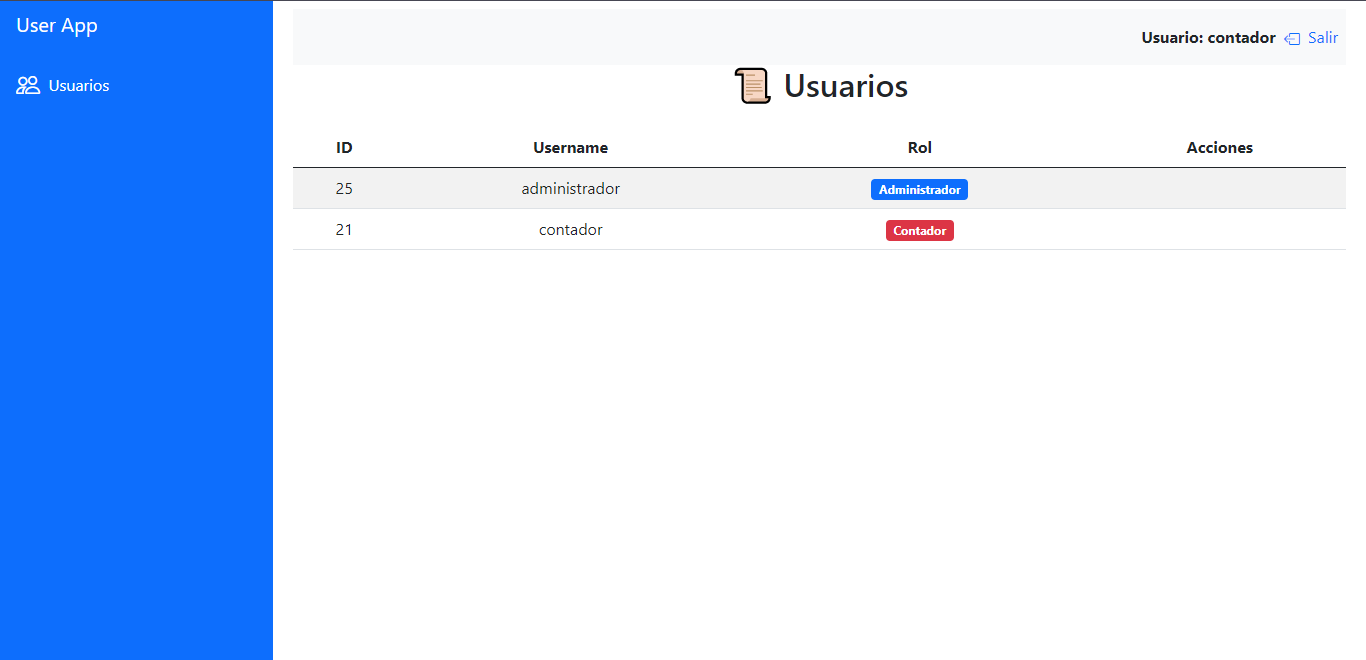 User App
Usuarios
Usuario: contador Salir
Usuarios
ID Username Rol Acciones
25 administrador Administrador
21 contador Contador